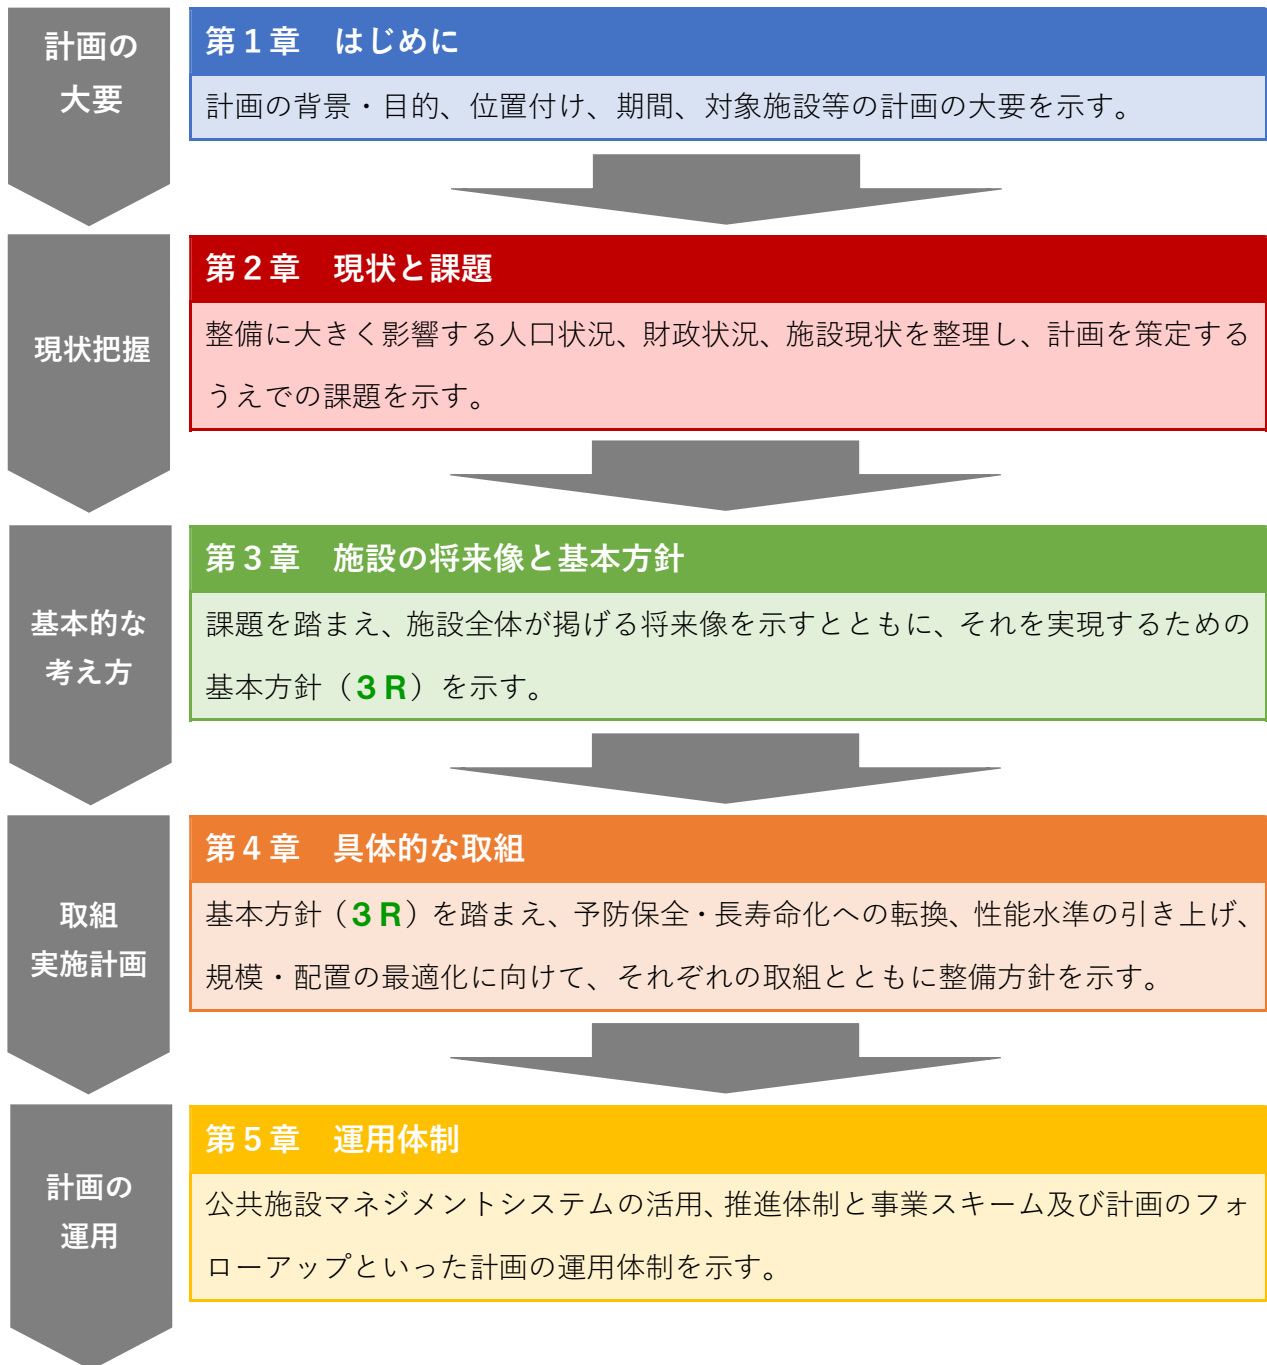 計画の
大要
第１章　はじめに
計画の背景・目的、位置付け、期間、対象施設等の計画の大要を示す。
現状把握
第２章　現状と課題
整備に大きく影響する人口状況、財政状況、施設現状を整理し、計画を策定する
うえでの課題を示す。
基本的な
考え方
第３章　施設の将来像と基本方針
課題を踏まえ、施設全体が掲げる将来像を示すとともに、それを実現するための
基本方針（３Ｒ）を示す。
取組
実施計画
第４章　具体的な取組
基本方針（３Ｒ）を踏まえ、予防保全・長寿命化への転換、性能水準の引き上げ、
規模・配置の最適化に向けて、それぞれの取組とともに整備方針を示す。
計画の
運用
第５章　運用体制
公共施設マネジメントシステムの活用、推進体制と事業スキーム及び計画のフォ
ローアップといった計画の運用体制を示す。